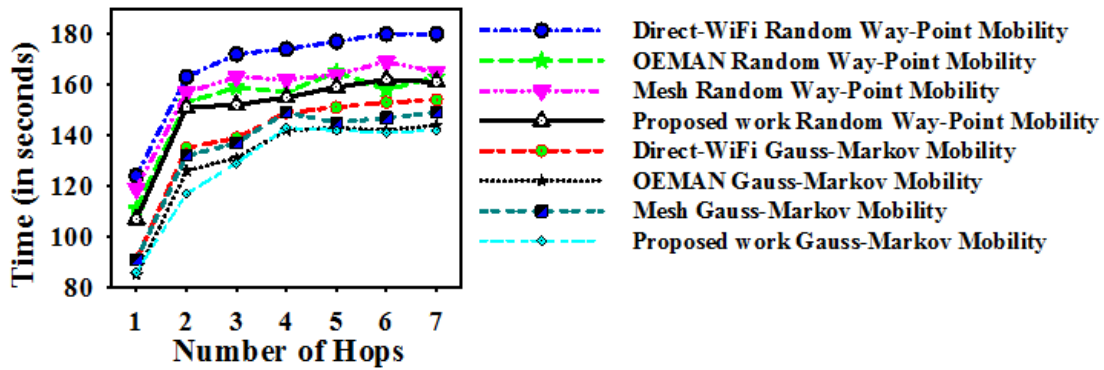 180
160
140
120
100
80
Time (in seconds)
1 2 3 4 5 6 7
Number of Hops
Direct-WiFi Random Way-Point Mobility
OEMAN Random Way-Point Mobility
Mesh Random Way-Point Mobility
Proposed work Random Way-Point Mobility
Direct-WiFi Gauss-Markov Mobility
OEMAN Gauss-Markov Mobility
Mesh Gauss-Markov Mobility
Proposed work Gauss-Markov Mobility